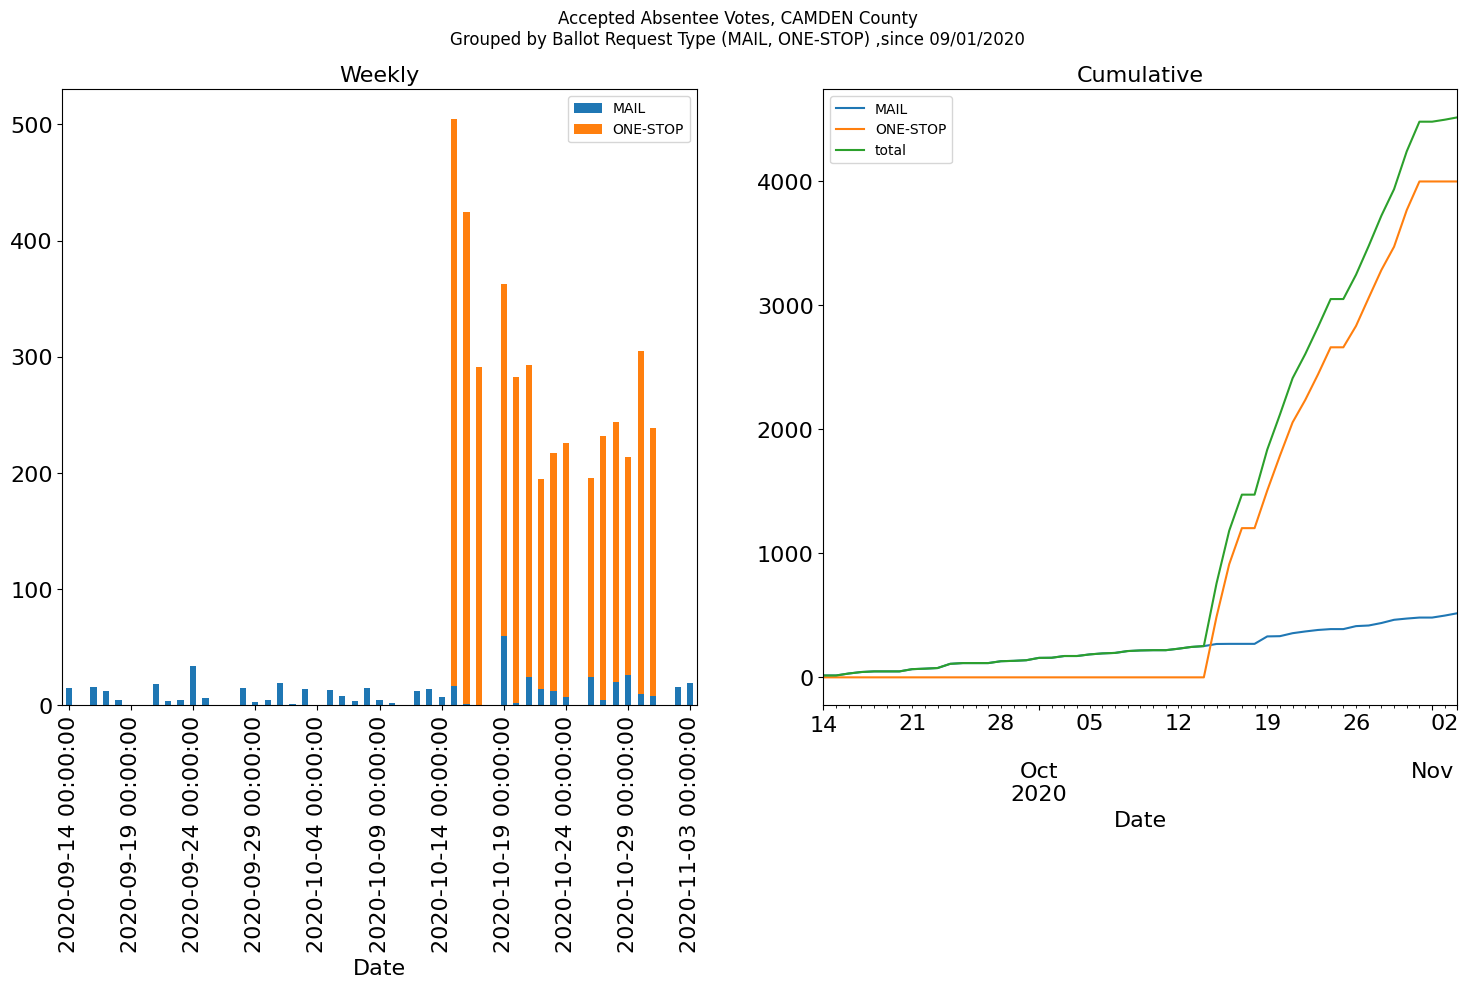 Accepted Absentee Votes, CAMDEN County
Grouped by Ballot Request Type (MAIL, ONE-STOP) ,since 09/01/2020
Weekly
MAIL
ONE-STOP
500
400
300
200
100
0
2020-09-14 00:00:00
2020-09-19 00:00:00
2020-09-24 00:00:00
2020-09-29 00:00:00
2020-10-04 00:00:00
2020-10-09 00:00:00
2020-10-14 00:00:00
2020-10-19 00:00:00
2020-10-24 00:00:00
2020-10-29 00:00:00
2020-11-03 00:00:00
Date
Cumulative
MAIL
ONE-STOP
total
4000
3000
2000
1000
0
14 21 28 05 12 19 26 02
Oct Nov
2020
Date